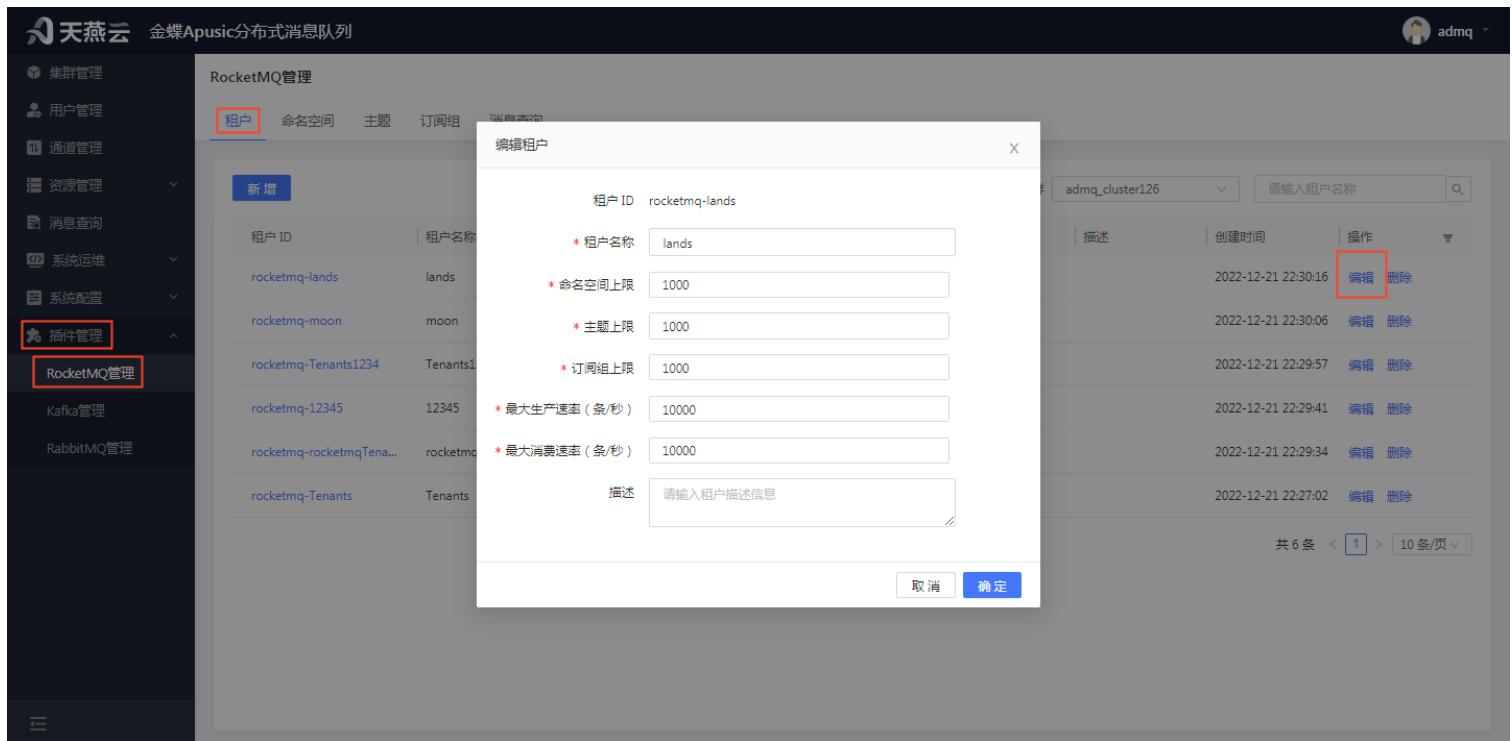 天燕云 金蝶Apusic分布式消息队列 admq
集群管理
用户管理
通道管理
资源管理
消息查询
系统运维
系统配置
插件管理
RocketMQ管理
Kafka管理
RabbitMQ管理
RocketMQ管理
租户 命名空间 主题 订阅组 消息查询
新增 admq_cluster126 请输入租户名称
租户 ID 租户名称 描述 创建时间 操作
rocketmq-lands lands 2022-12-21 22:30:16 编辑 删除
rocketmq-moon moon 2022-12-21 22:30:06 编辑 删除
rocketmq-Tenants1234 Tenants1 2022-12-21 22:29:57 编辑 删除
rocketmq-12345 12345 2022-12-21 22:29:41 编辑 删除
rocketmq-rocketmqTena... rocketmq 2022-12-21 22:29:34 编辑 删除
rocketmq-Tenants Tenants 2022-12-21 22:27:02 编辑 删除
共 6 条 < 1 > 10 条/页
编辑租户 X
租户 ID rocketmq-lands
* 租户名称 lands
* 命名空间上限 1000
* 主题上限 1000
* 订阅组上限 1000
* 最大生产速率（条/秒） 10000
* 最大消费速率（条/秒） 10000
描述 请输入租户描述信息
取消 确定